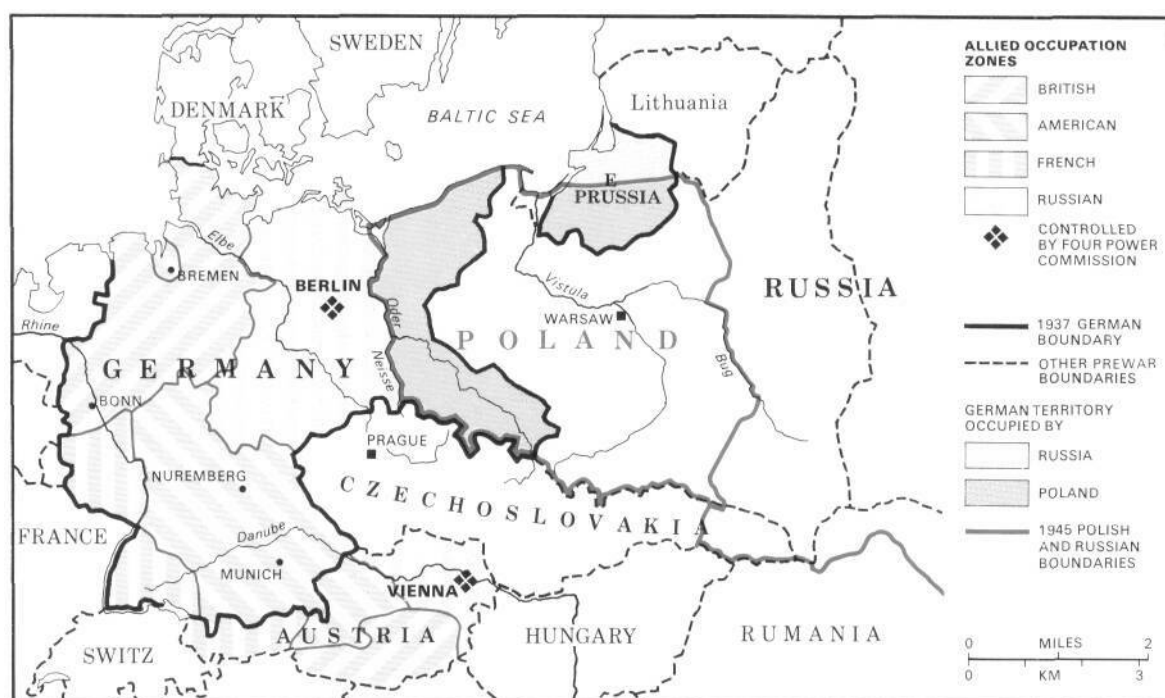 SWEDEN
DENMARK
BALTIC SEA
Lithuania
E
PRUSSIA
Elbe
BREMEN
BERLIN
Rhine
Oder
Vistula
WARSAW
RUSSIA
POLAND
GERMANY
Neisse
Bug
BONN
PRAGUE
NUREMBERG
CZECHOSLOVAKIA
FRANCE
Danube
MUNICH
VIENNA
AUSTRIA
HUNGARY
RUMANIA
SWITZ
ALLIED OCCUPATION
ZONES
BRITISH
AMERICAN
FRENCH
RUSSIAN
CONTROLLED
BY FOUR POWER
COMMISSION
1937 GERMAN
BOUNDARY
OTHER PREWAR
BOUNDARIES
GERMAN TERRITORY
OCCUPIED BY
RUSSIA
POLAND
1945 POLISH
AND RUSSIAN
BOUNDARIES
0 MILES 2
0 KM 3